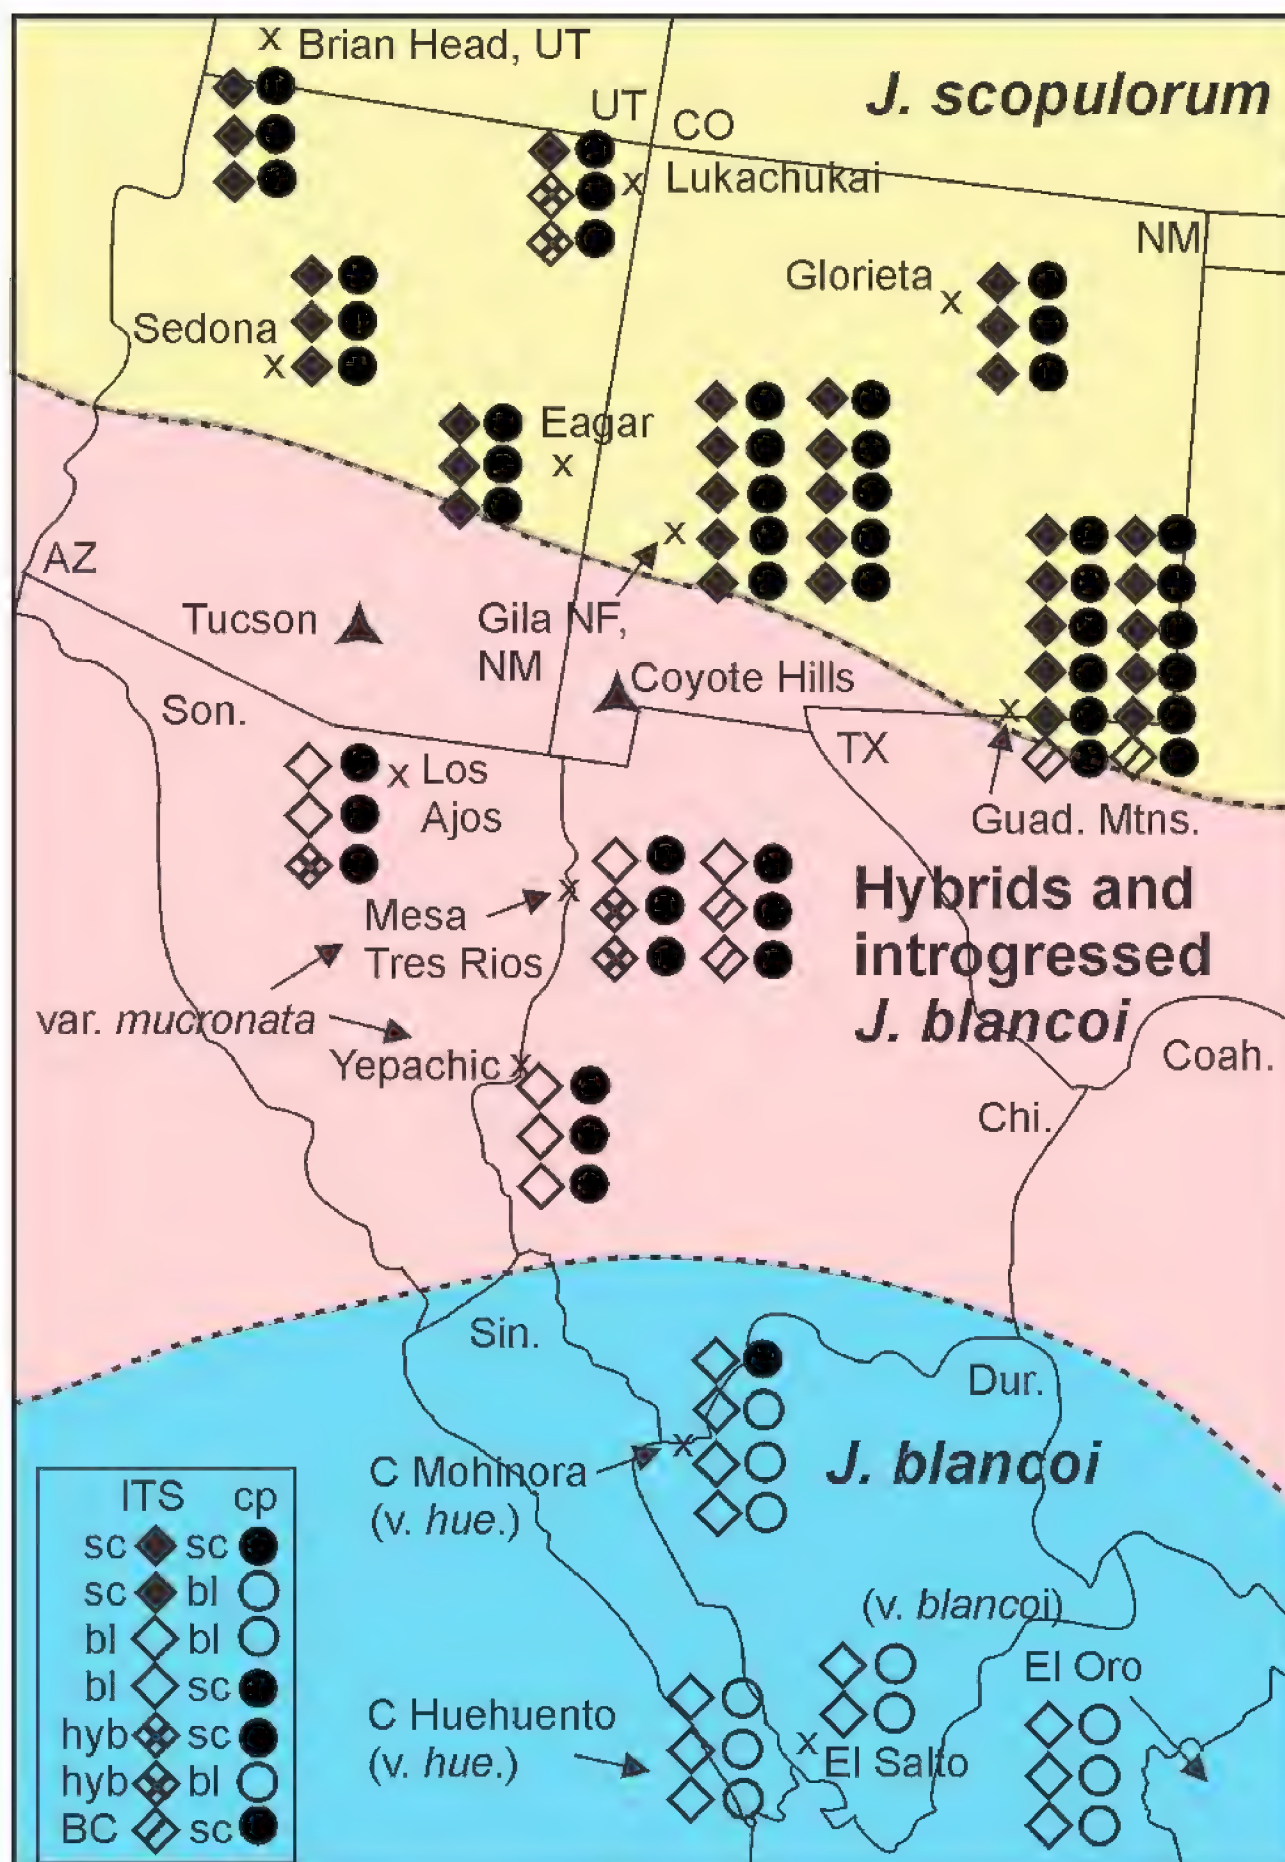 x Brian Head, UT
J. scopulorum
UT
CO
x Lukachukai
NM
Glorieta
x
Sedona
x
Eagar
x
x
AZ
Tucson
Gila NF,
NM
Coyote Hills
Son.
x
TX
x Los
Ajos
Guad. Mtns.
Hybrids and
introgressed
J. blancoi
Mesa
Tres Rios
x
var. mucronata
Yepachic x
Coah.
Chi.
Sin.
Dur.
C Mohinora
(v. hue.)
x
J. blancoi
(v. blancoi)
El Oro
C Huehuento
(v. hue.)
x
El Salto
ITS cp
sc sc
sc bl
bl bl
bl sc
hyb sc
hyb bl
BC sc